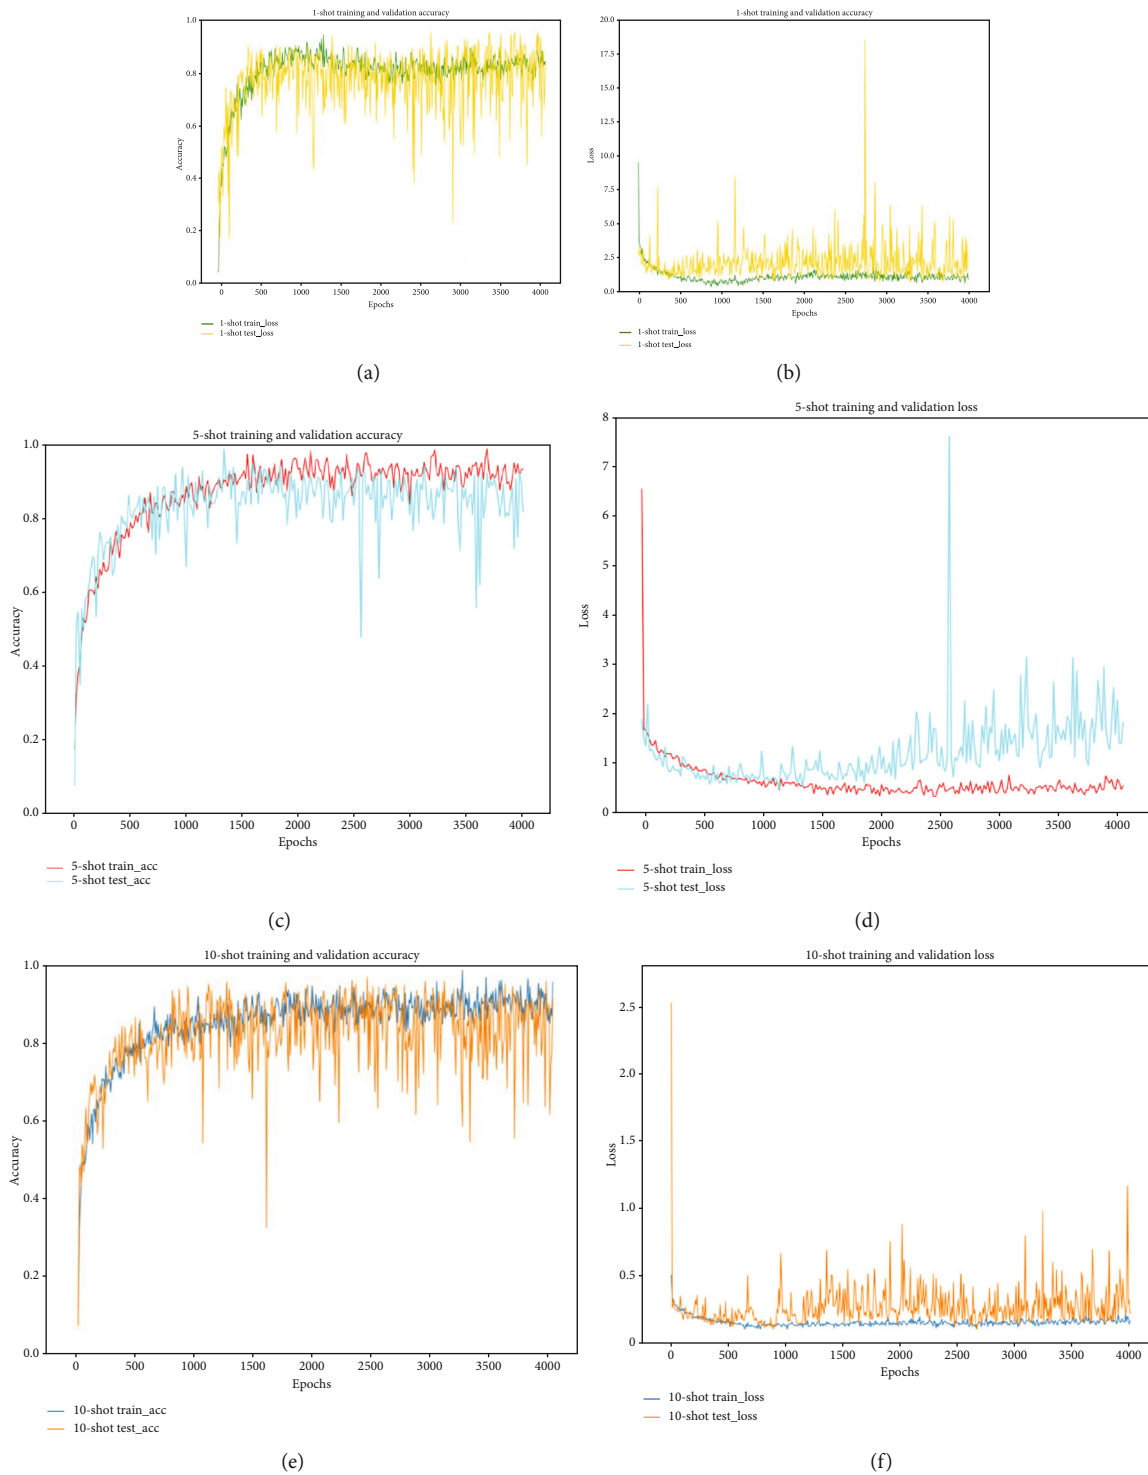 1-shot training and validation accuracy
1.0
0.8
0.6
0.4
0.2
0.0
Accuracy
0 500 1000 1500 2000 2500 3000 3500 4000
Epochs
1-shot train_loss
1-shot test_loss
(a)
1-shot training and validation accuracy
20.0
17.5
15.0
12.5
10.0
7.5
5.0
2.5
0.0
Loss
0 500 1000 1500 2000 2500 3000 3500 4000
Epochs
1-shot train_loss
1-shot test_loss
(b)
5-shot training and validation accuracy
1.0
0.8
0.6
0.4
0.2
0.0
Accuracy
0 500 1000 1500 2000 2500 3000 3500 4000
Epochs
5-shot train_acc
5-shot test_acc
(c)
5-shot training and validation loss
8
7
6
5
4
3
2
1
0
Loss
0 500 1000 1500 2000 2500 3000 3500 4000
Epochs
5-shot train_loss
5-shot test_loss
(d)
10-shot training and validation accuracy
1.0
0.8
0.6
0.4
0.2
0.0
Accuracy
0 500 1000 1500 2000 2500 3000 3500 4000
Epochs
10-shot train_acc
10-shot test_acc
(e)
10-shot training and validation loss
2.5
2.0
1.5
1.0
0.5
0
Loss
0 500 1000 1500 2000 2500 3000 3500 4000
Epochs
10-shot train_loss
10-shot test_loss
(f)